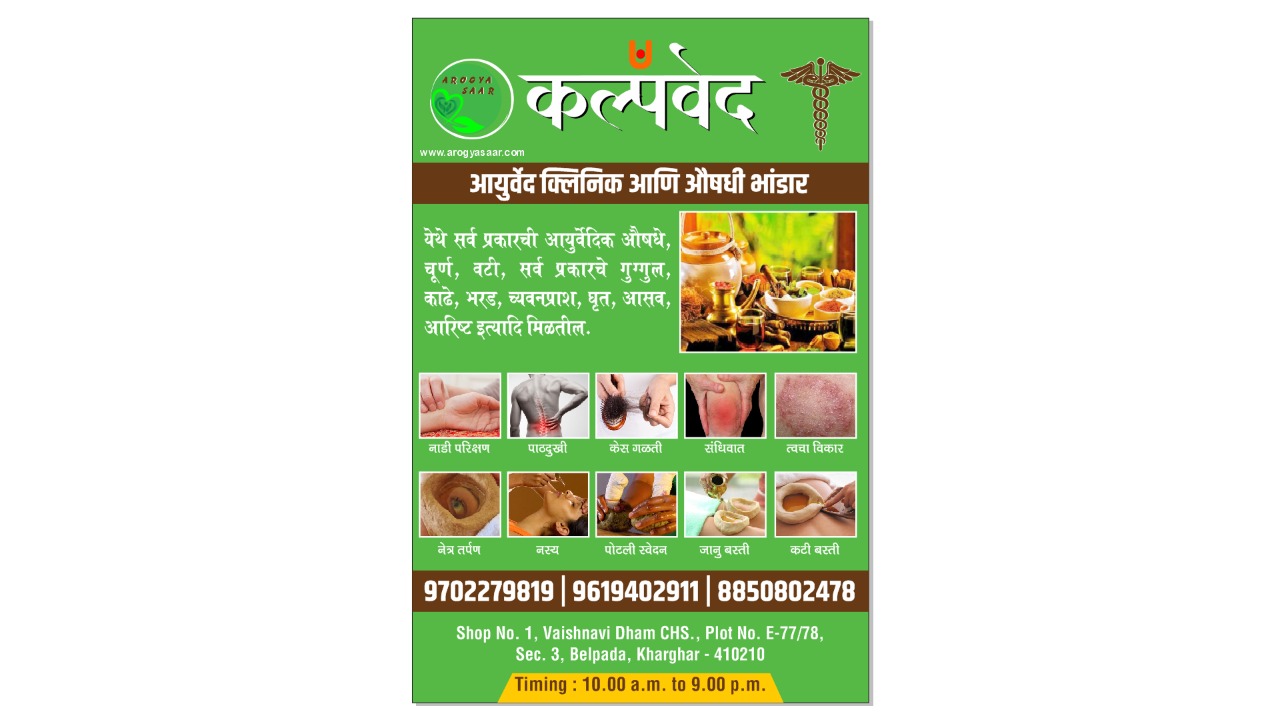 AROGYA
SAAR
कल्पवेद
www.arogyasaar.com
आयुर्वेद क्लिनिक आणि औषधी भांडार
येथे सर्व प्रकारची आयुर्वेदिक औषधे,
चूर्ण, वटी, सर्व प्रकारचे गुग्गुल,
काढे, भरड, च्यवनप्राश, घृत, आसव,
आरिष्ट इत्यादि मिळतील.
नाडी परिक्षण पाठदुखी केस गळती संधिवात त्वचा विकार
नेत्र तर्पण नस्य पोटली स्वेदन जानु बस्ती कटी बस्ती
9702279819 | 9619402911 | 8850802478
Shop No. 1, Vaishnavi Dham CHS., Plot No. E-77/78,
Sec. 3, Belpada, Kharghar - 410210
Timing : 10.00 a.m. to 9.00 p.m.